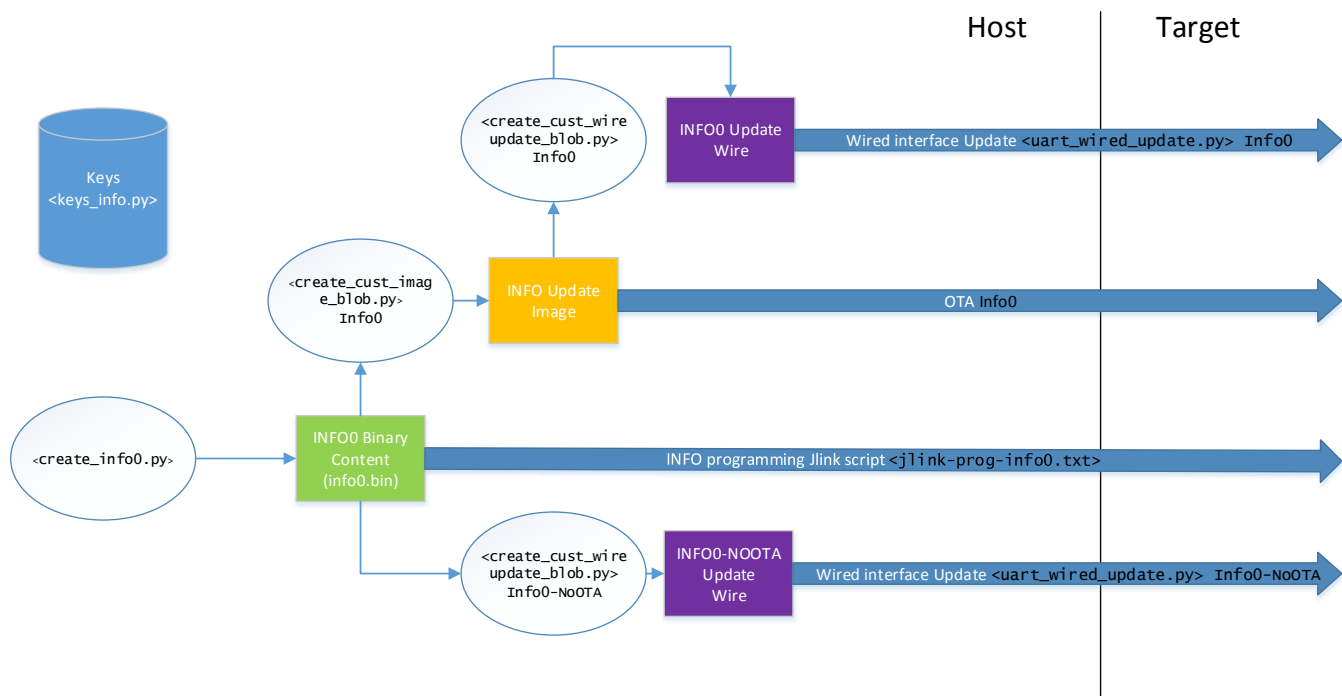 Host
Target
<create_cust_wire
update_blob.py>
Info0
INFO0 Update
Wire
Wired interface Update <uart_wired_update.py> Info0
Keys
<keys_info.py>
<create_cust_imag
e_blob.py>
Info0
INFO Update
Image
OTA Info0
<create_info0.py>
INFO0 Binary
Content
(info0.bin)
INFO programming Jlink script <jlink-prog-info0.txt>
<create_cust_wire
update_blob.py>
Info0-NoOTA
INFO0-NOOTA
Update
Wire
Wired interface Update <uart_wired_update.py> Info0-NoOTA